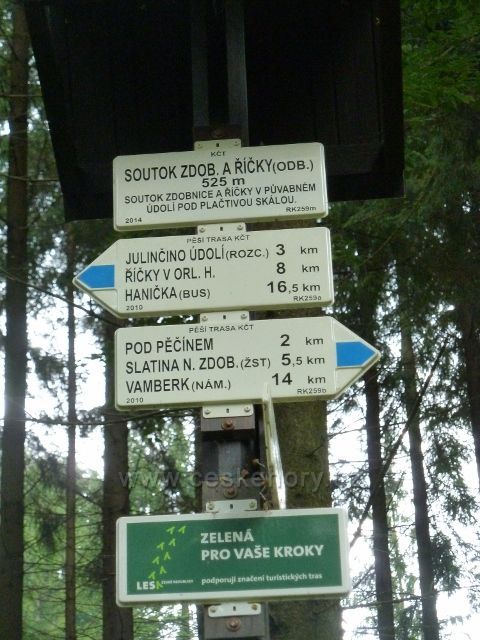 KČT
SOUTOK ZDOB. A ŘÍČKY (ODB.)
525 m
SOUTOK ZDOBNICE A ŘÍČKY V PŮVABNÉM
ÚDOLÍ POD PLAČTIVOU SKÁLOU.
2014 RK259m
PĚŠÍ TRASA KČT
JULINČINO ÚDOLÍ (ROZC.) 3 km
ŘÍČKY V ORL. H. 8 km
HANIČKA (BUS) 16,5 km
2010 RK259a
PĚŠÍ TRASA KČT
POD PĚČÍNEM 2 km
SLATINA N. ZDOB. (ŽST) 5,5 km
VAMBERK (NÁM.) 14 km
2010 RK259b
www.ceskehory.cz
ZELENÁ
PRO VAŠE KROKY
LESY ČESKÉ REPUBLIKY podporují značení turistických tras